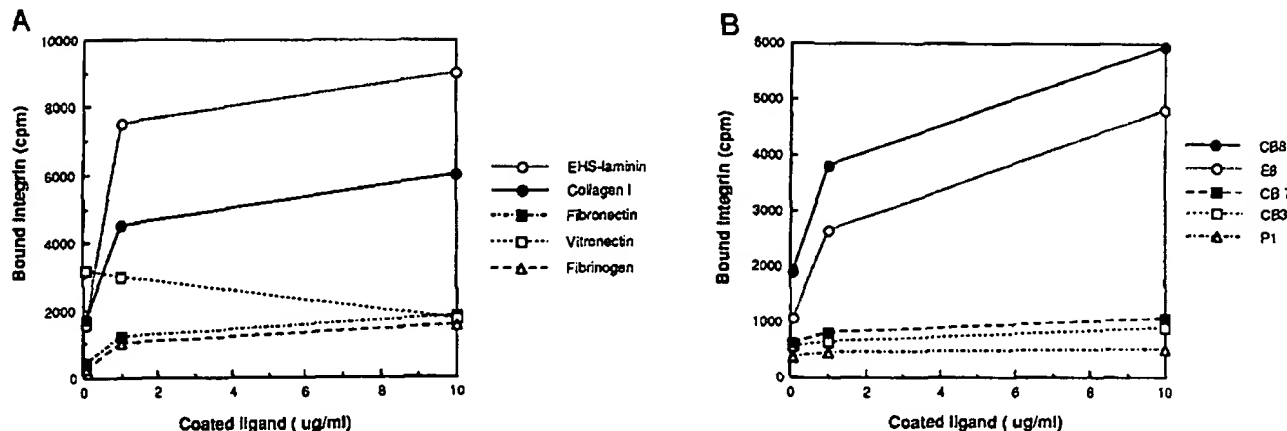 A
10000
8000
6000
4000
2000
0
Bound Integrin (cpm)
0 2 4 6 8 10
Coated ligand ( ug/ml)
EHS-laminin
Collagen I
Fibronectin
Vitronectin
Fibrinogen
B
6000
5000
4000
3000
2000
1000
0
Bound Integrin (cpm)
0 2 4 6 8 10
Coated ligand ( ug/ml)
CB8
E8
CB 7
CB3
P1